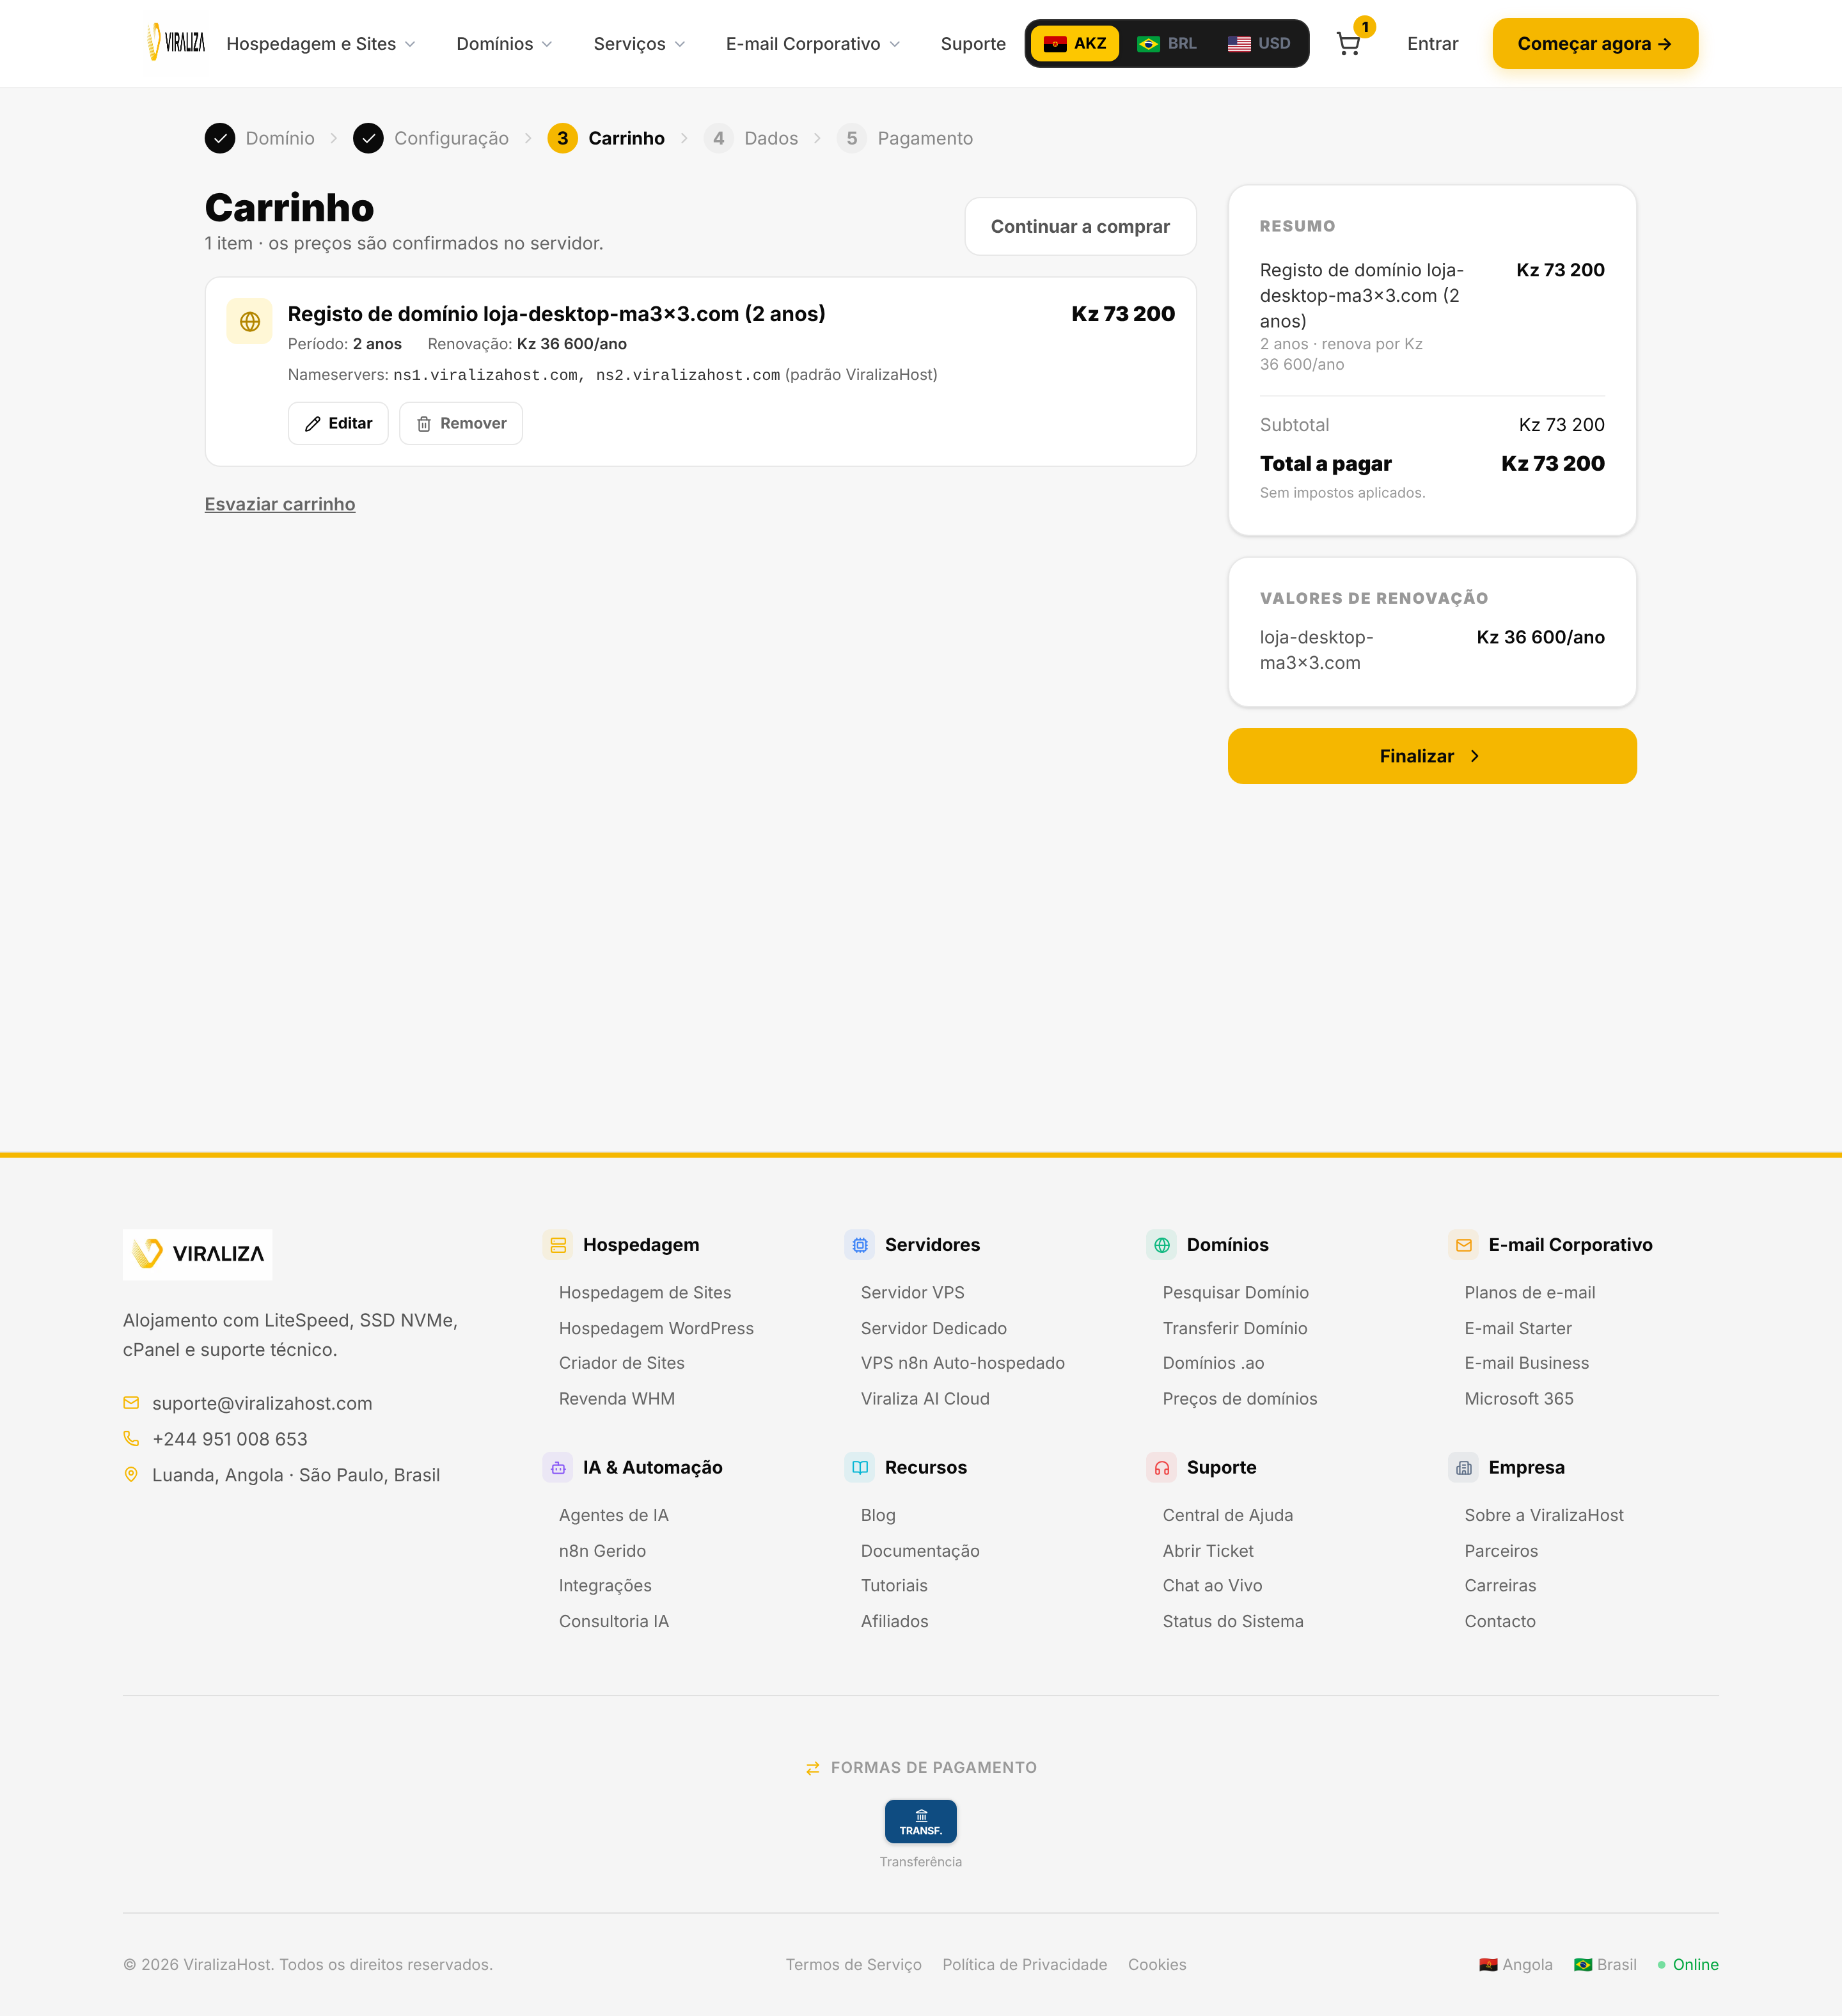 VIRALIZA
Hospedagem e Sites
Domínios
Serviços
E-mail Corporativo
Suporte
AKZ
BRL
USD
1
Entrar
Começar agora →
Domínio
Configuração
3 Carrinho
4 Dados
5 Pagamento
Carrinho
1 item · os preços são confirmados no servidor.
Continuar a comprar
Registo de domínio loja-desktop-ma3x3.com (2 anos)
Kz 73 200
Período: 2 anos Renovação: Kz 36 600/ano
Nameservers: ns1.viralizahost.com, ns2.viralizahost.com (padrão ViralizaHost)
Editar
Remover
Esvaziar carrinho
RESUMO
Registo de domínio loja-
desktop-ma3x3.com (2
anos)
Kz 73 200
2 anos · renova por Kz
36 600/ano
Subtotal Kz 73 200
Total a pagar Kz 73 200
Sem impostos aplicados.
VALORES DE RENOVAÇÃO
loja-desktop-
ma3x3.com
Kz 36 600/ano
Finalizar
VIRALIZA
Alojamento com LiteSpeed, SSD NVMe,
cPanel e suporte técnico.
suporte@viralizahost.com
+244 951 008 653
Luanda, Angola · São Paulo, Brasil
Hospedagem
Hospedagem de Sites
Hospedagem WordPress
Criador de Sites
Revenda WHM
Servidores
Servidor VPS
Servidor Dedicado
VPS n8n Auto-hospedado
Viraliza AI Cloud
Domínios
Pesquisar Domínio
Transferir Domínio
Domínios .ao
Preços de domínios
E-mail Corporativo
Planos de e-mail
E-mail Starter
E-mail Business
Microsoft 365
IA & Automação
Agentes de IA
n8n Gerido
Integrações
Consultoria IA
Recursos
Blog
Documentação
Tutoriais
Afiliados
Suporte
Central de Ajuda
Abrir Ticket
Chat ao Vivo
Status do Sistema
Empresa
Sobre a ViralizaHost
Parceiros
Carreiras
Contacto
FORMAS DE PAGAMENTO
TRANSF.
Transferência
© 2026 ViralizaHost. Todos os direitos reservados.
Termos de Serviço
Política de Privacidade
Cookies
Angola
Brasil
Online